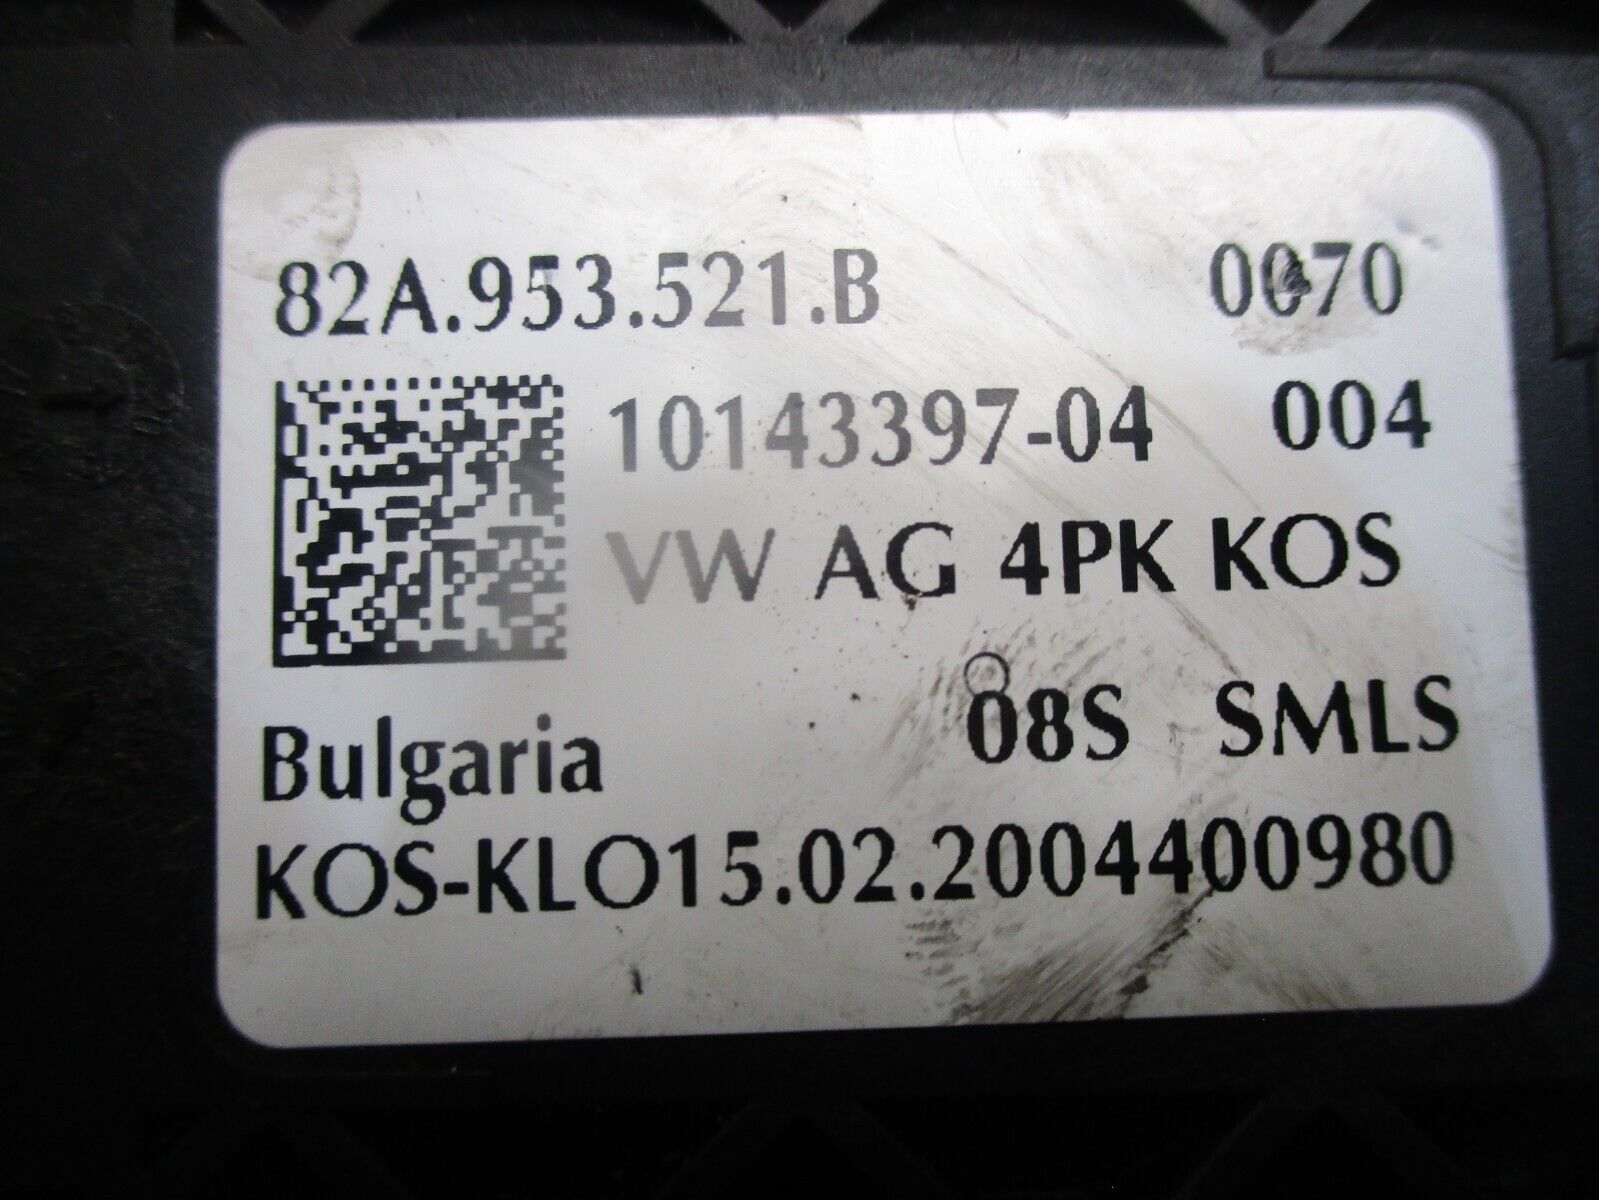 82A.953.521.B 0070
10143397-04 004
VW AG 4PK KOS
08S SMLS
Bulgaria
KOS-KLO15.02.2004400980